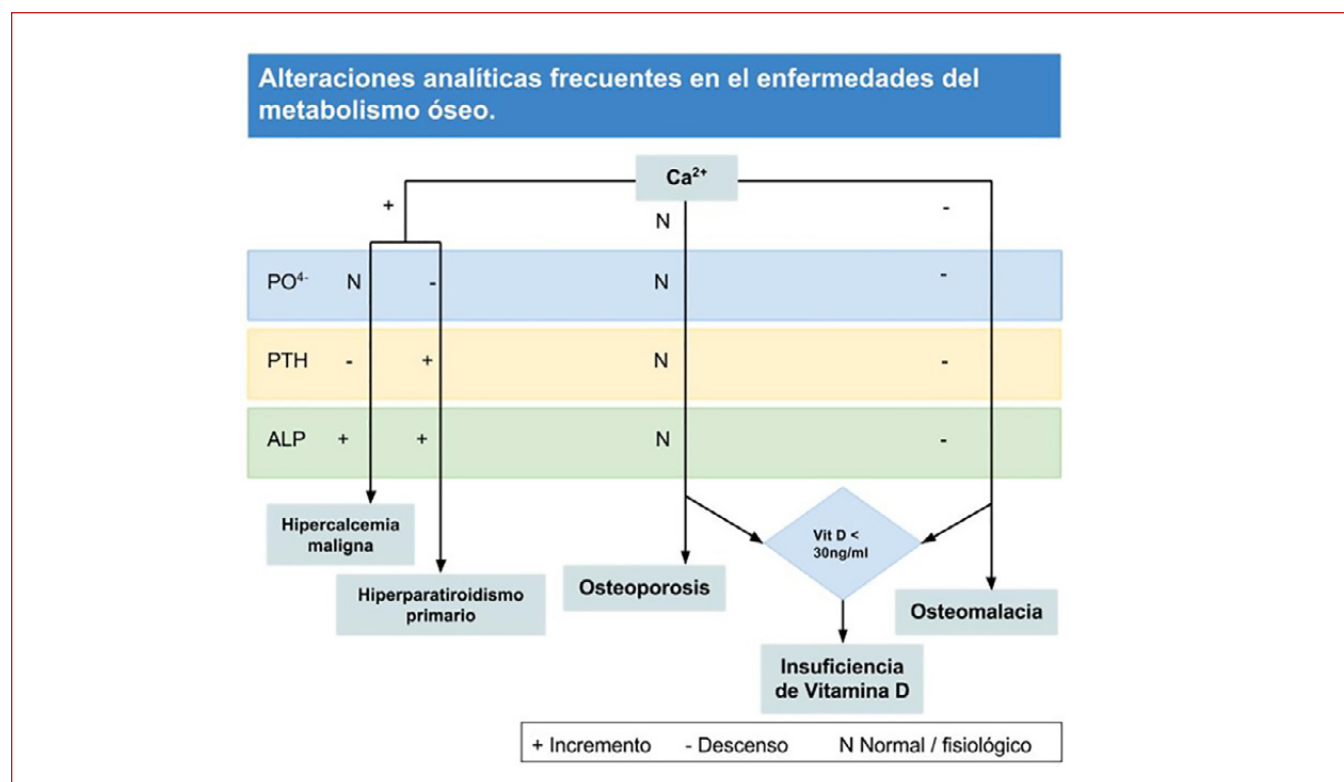 Alteraciones analíticas frecuentes en el enfermedades del
metabolismo óseo.
Ca²⁺
+
N
-
PO⁴⁻ N - N -
PTH - + N -
ALP + + N -
Hipercalcemia
maligna
Hiperparatiroidismo
primario
Osteoporosis
Vit D <
30ng/ml
Osteomalacia
Insuficiencia
de Vitamina D
+ Incremento - Descenso N Normal / fisiológico